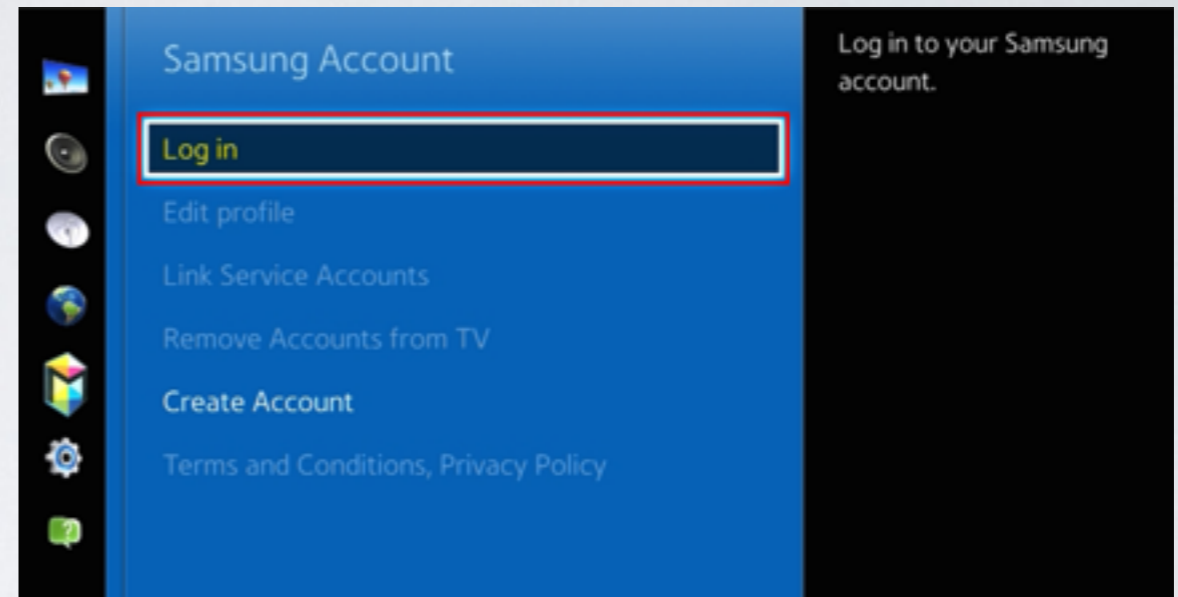 Samsung Account
Log in
Edit profile
Link Service Accounts
Remove Accounts from TV
Create Account
Terms and Conditions, Privacy Policy
Log in to your Samsung
account.